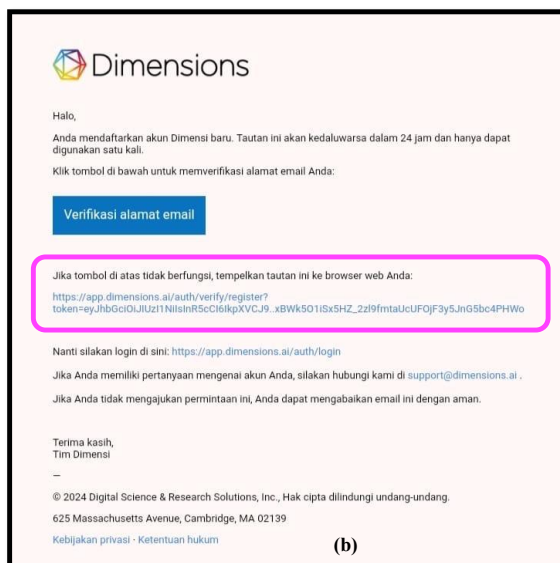 Dimensions
Halo,
Anda mendaftarkan akun Dimensi baru. Tautan ini akan kedaluwarsa dalam 24 jam dan hanya dapat
digunakan satu kali.
Klik tombol di bawah untuk memverifikasi alamat email Anda:
Verifikasi alamat email
Jika tombol di atas tidak berfungsi, tempelkan tautan ini ke browser web Anda:
https://app.dimensions.ai/auth/verify/register?
token=eyJhbGciOiJIUzI1NiIsInR5cCI6IkpXVCJ9..xBWk5O1iSx5HZ_2zl9fmtaUcUFOjF3y5JnG5bc4PHWo
Nanti silakan login di sini: https://app.dimensions.ai/auth/login
Jika Anda memiliki pertanyaan mengenai akun Anda, silakan hubungi kami di support@dimensions.ai .
Jika Anda tidak mengajukan permintaan ini, Anda dapat mengabaikan email ini dengan aman.
Terima kasih,
Tim Dimensi
—
© 2024 Digital Science & Research Solutions, Inc., Hak cipta dilindungi undang-undang.
625 Massachusetts Avenue, Cambridge, MA 02139
Kebijakan privasi · Ketentuan hukum
(b)